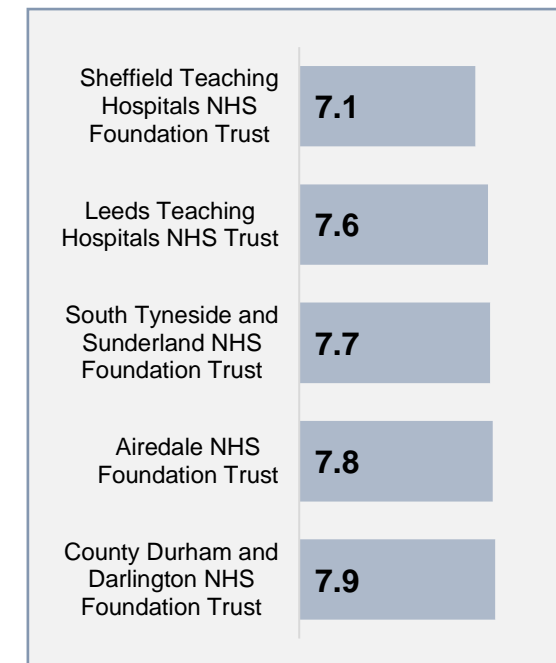 Sheffield Teaching
Hospitals NHS
Foundation Trust
7.1
Leeds Teaching
Hospitals NHS Trust
7.6
South Tyneside and
Sunderland NHS
Foundation Trust
7.7
Airedale NHS
Foundation Trust
7.8
County Durham and
Darlington NHS
Foundation Trust
7.9